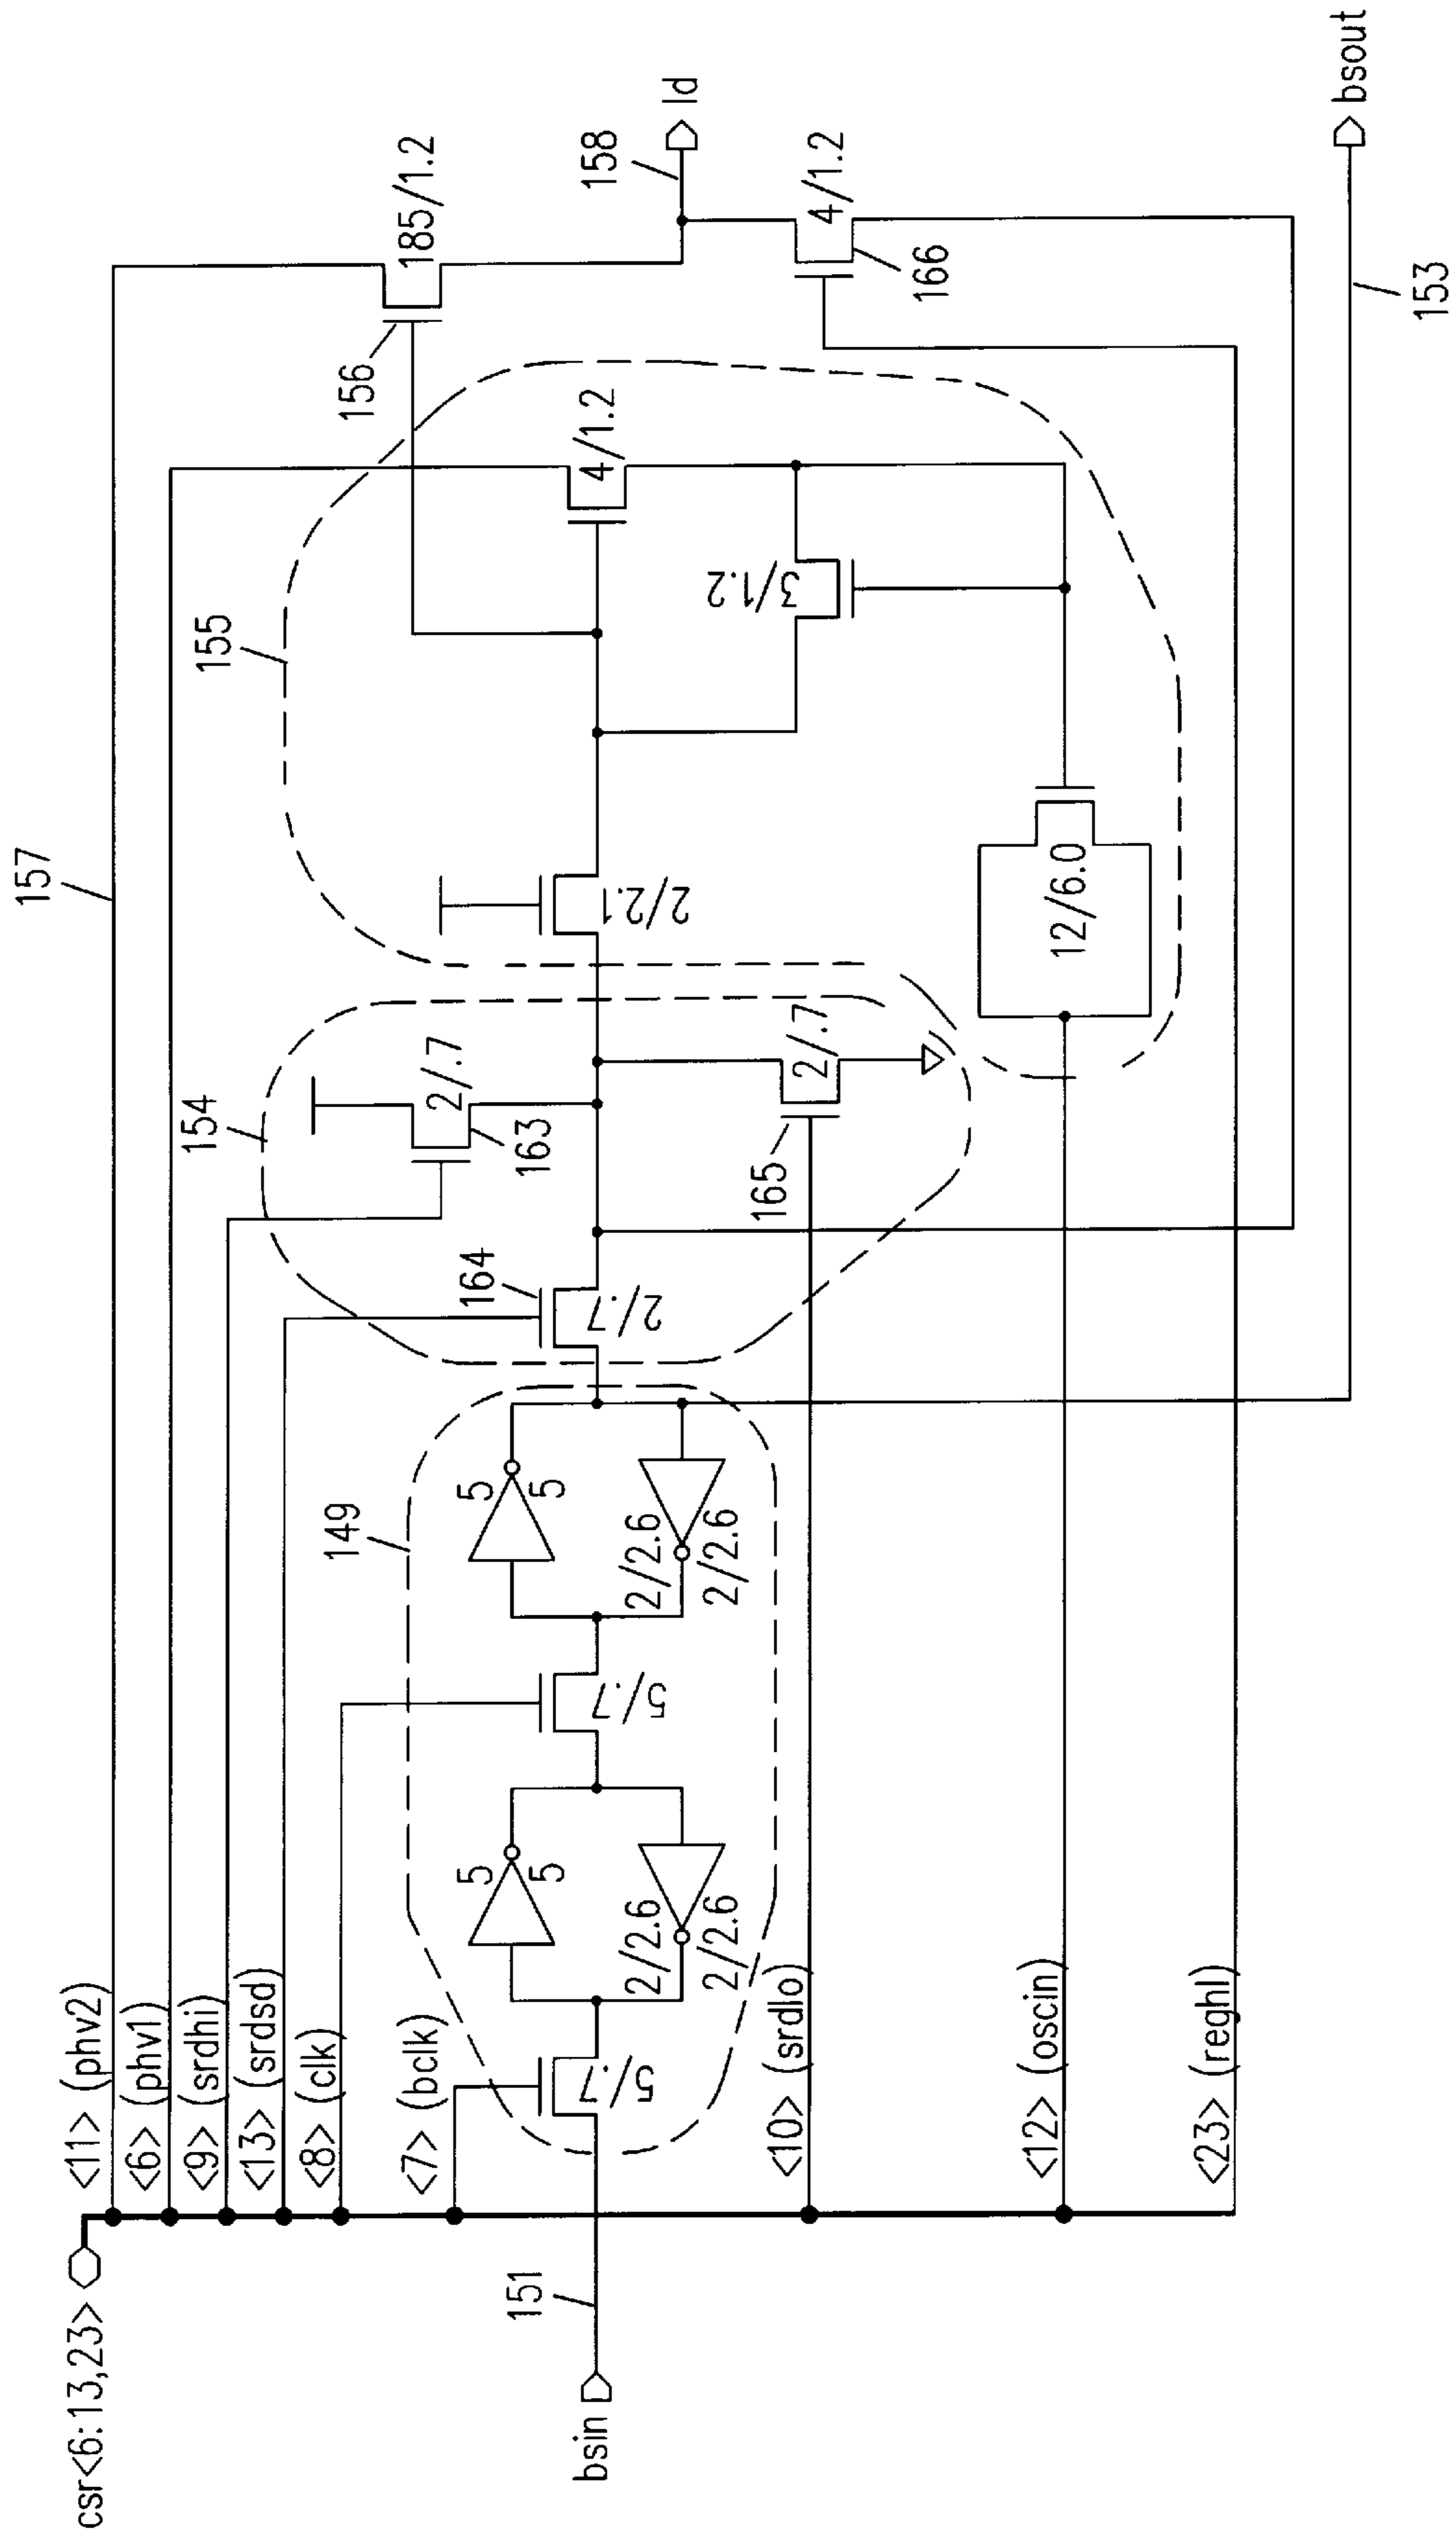 csr<6:13,23>
<11> (phv2)
<6> (phv1)
<9> (srdhi)
<13> (srdsd)
<8> (clk)
<7> (bclk)
<10> (srdlo)
<12> (oscin)
<23> (reghl)
bsin
151
5/.7
5
5
2/2.6
2/2.6
149
5/.7
5
5
2/2.6
2/2.6
154
164
2/.7
163
2/.7
165
2/.7
157
155
2/2.1
12/6.0
3/1.2
4/1.2
156
185/1.2
158
ld
4/1.2
166
153
bsout